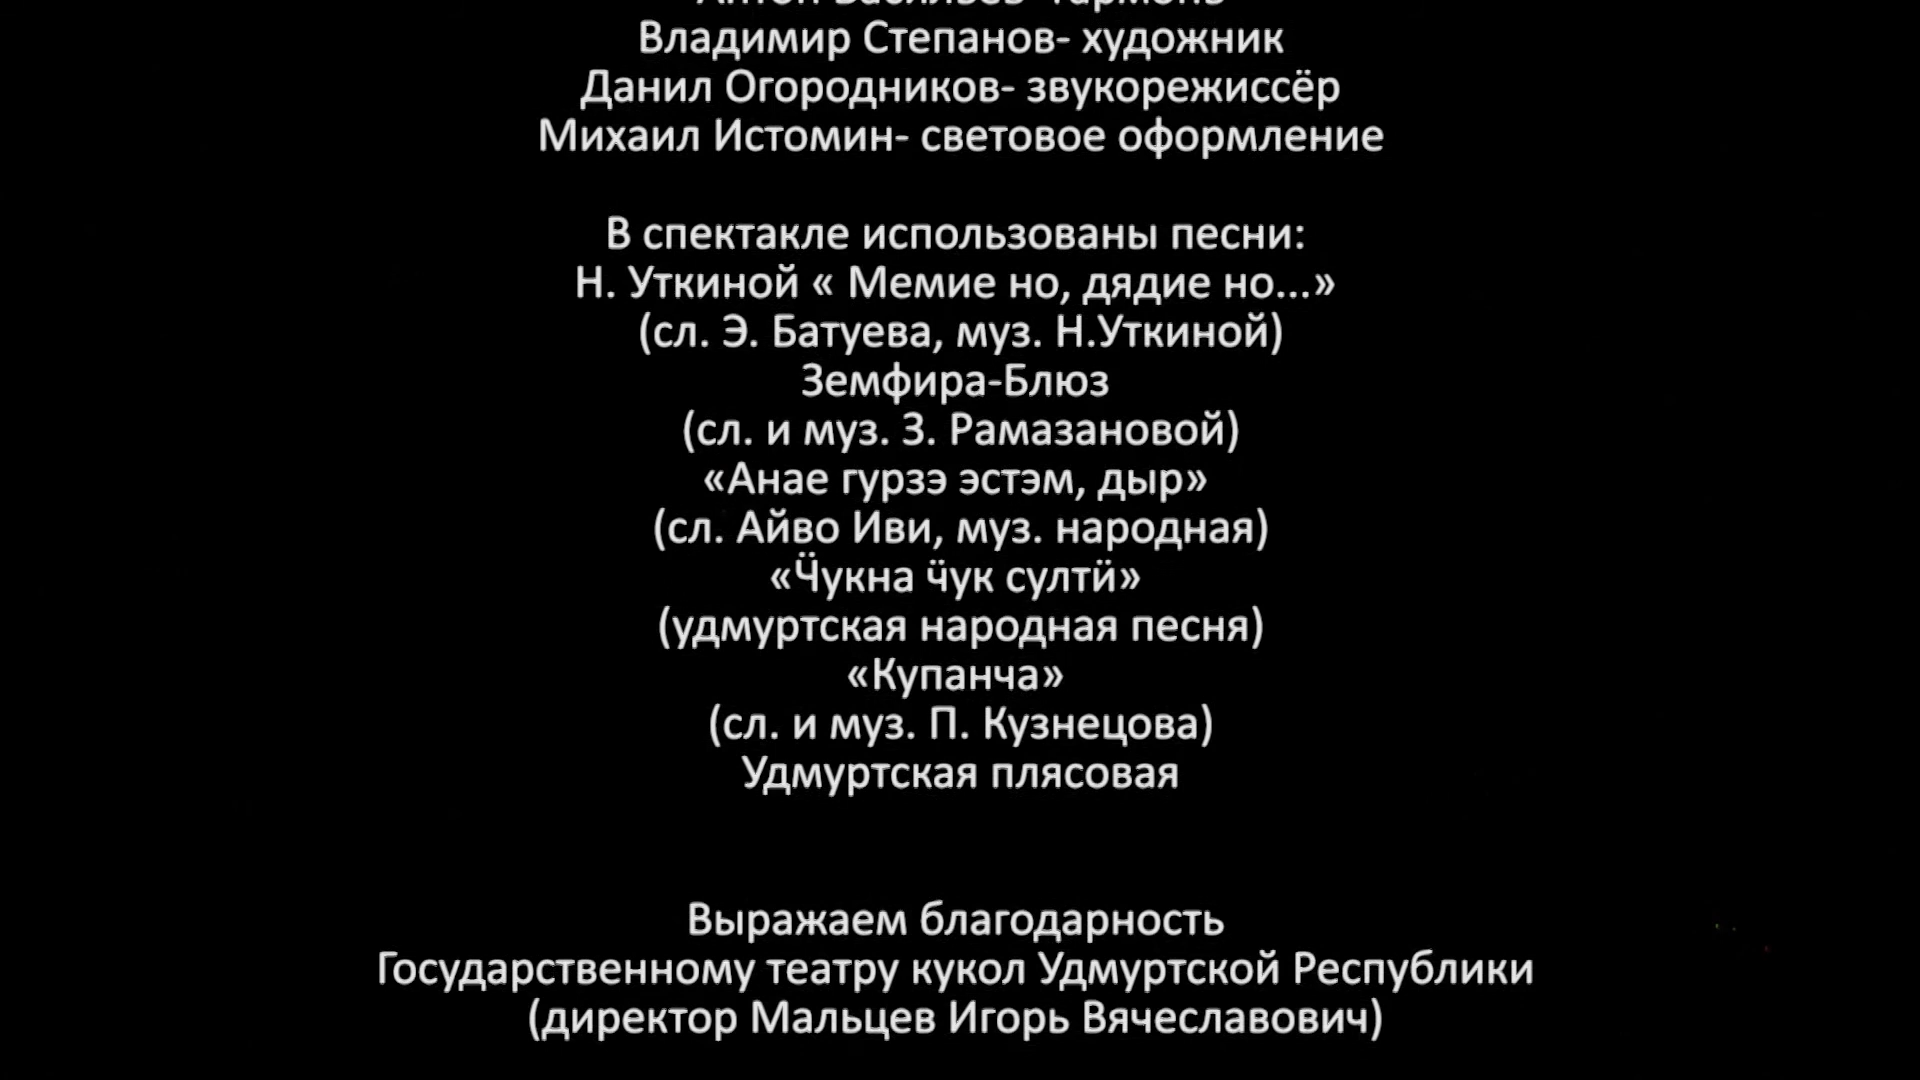 Антон Васильев- гармонь
Владимир Степанов- художник
Данил Огородников- звукорежиссёр
Михаил Истомин- световое оформление
В спектакле использованы песни:
Н. Уткиной « Мемие но, дядие но...»
(сл. Э. Батуева, муз. Н.Уткиной)
Земфира-Блюз
(сл. и муз. З. Рамазановой)
«Анае гурзэ эстэм, дыр»
(сл. Айво Иви, муз. народная)
«Ӵукна ӵук султӥ»
(удмуртская народная песня)
«Купанча»
(сл. и муз. П. Кузнецова)
Удмуртская плясовая
Выражаем благодарность
Государственному театру кукол Удмуртской Республики
(директор Мальцев Игорь Вячеславович)